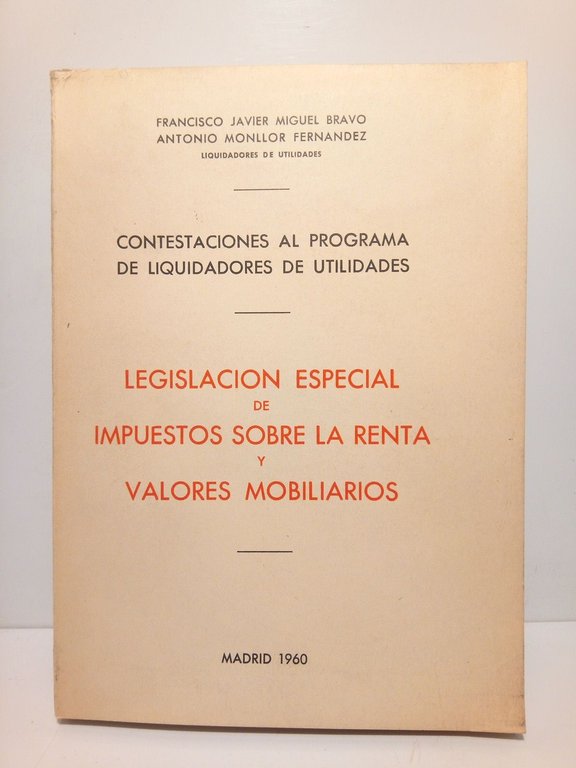 FRANCISCO JAVIER MIGUEL BRAVO
ANTONIO MONLLOR FERNANDEZ
LIQUIDADORES DE UTILIDADES
CONTESTACIONES AL PROGRAMA
DE LIQUIDADORES DE UTILIDADES
LEGISLACION ESPECIAL
DE
IMPUESTOS SOBRE LA RENTA
Y
VALORES MOBILIARIOS
MADRID 1960